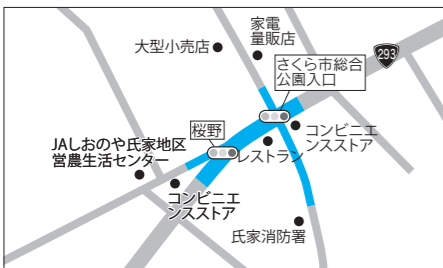 家電
量販店
大型小売店
293
さくら市総合
公園入口
コンビニエ
ンスストア
桜野
レストラン
JAしおのや氏家地区
営農生活センター
コンビニエ
ンスストア
氏家消防署